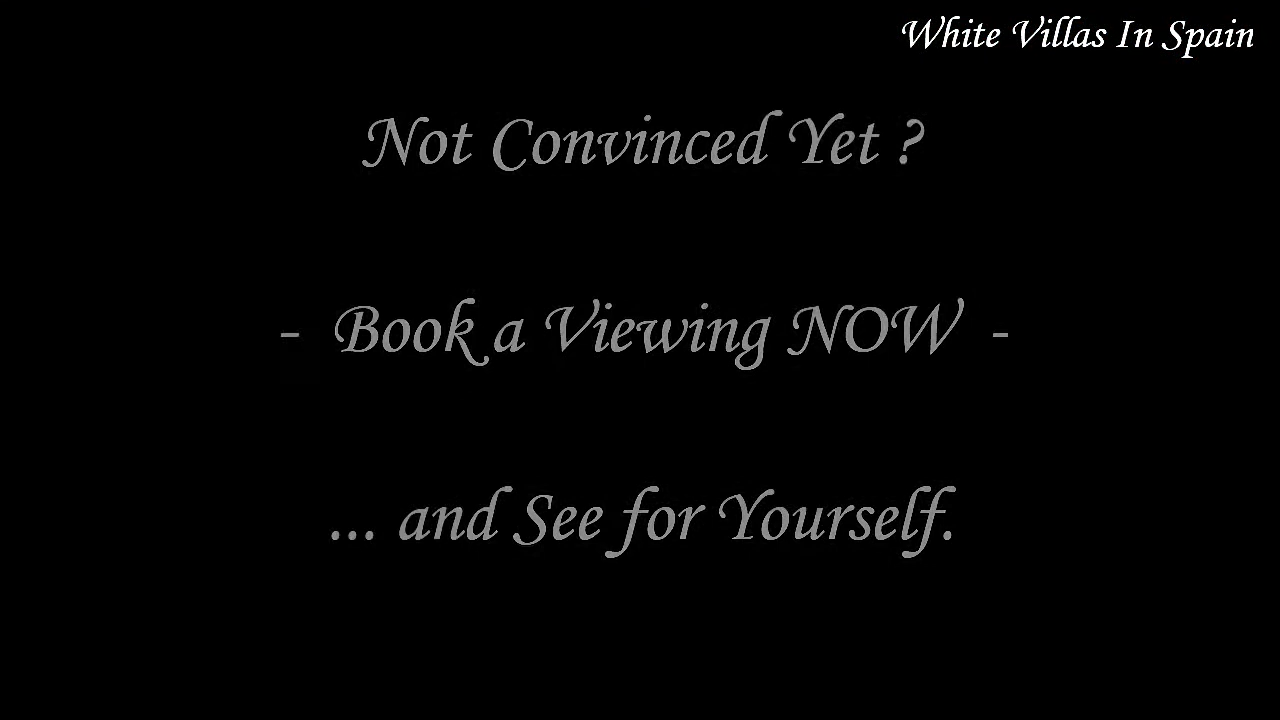 White Villas In Spain
Not Convinced Yet ?
- Book a Viewing NOW -
... and See for Yourself.